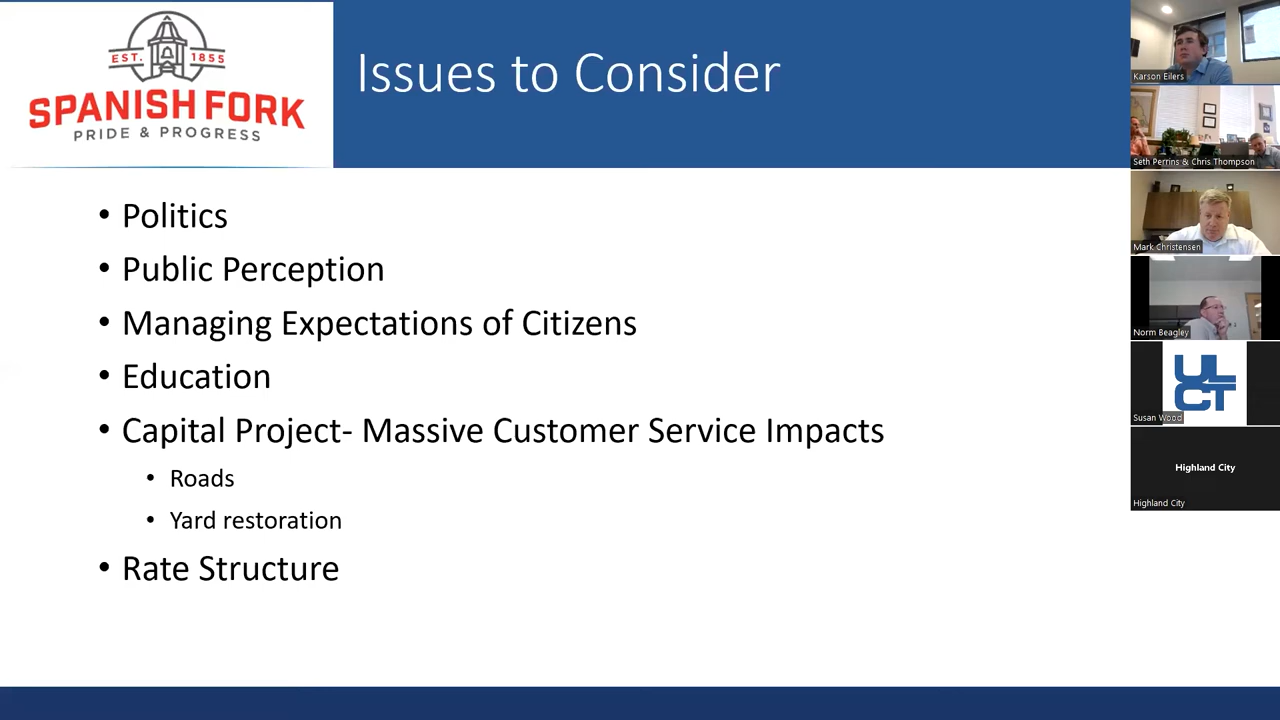 EST. 1855
SPANISH FORK
PRIDE & PROGRESS
Issues to Consider
• Politics
• Public Perception
• Managing Expectations of Citizens
• Education
• Capital Project- Massive Customer Service Impacts
• Roads
• Yard restoration
• Rate Structure
Karson Eilers
Seth Perrins & Chris Thompson
Mark Christensen
Norm Beagley
UL
CT
Susan Wood
Highland City
Highland City